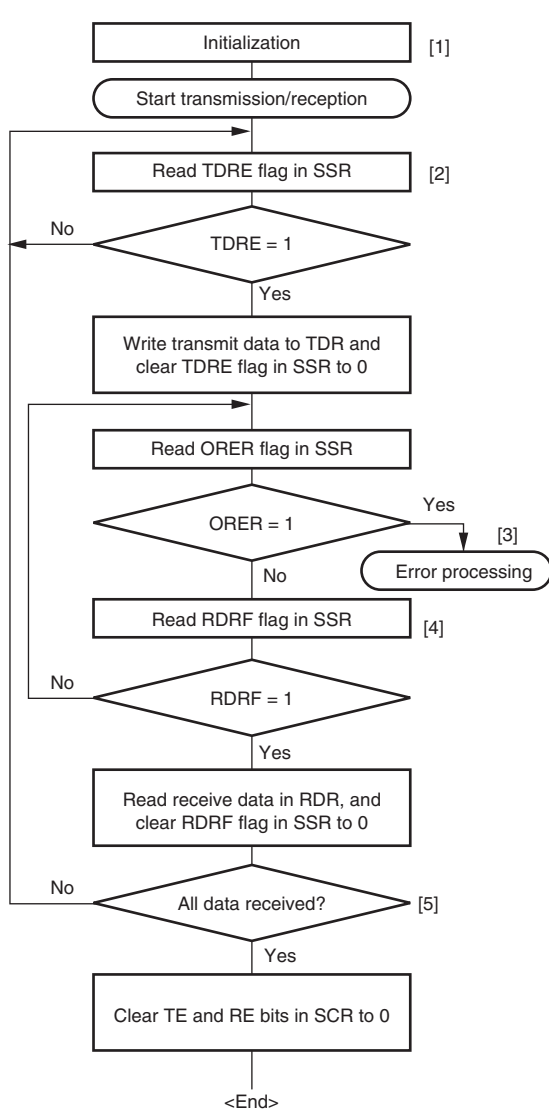 Initialization
[1]
Start transmission/reception
Read TDRE flag in SSR
[2]
No
TDRE = 1
Yes
Write transmit data to TDR and
clear TDRE flag in SSR to 0
Read ORER flag in SSR
Yes
ORER = 1
[3]
Error processing
No
Read RDRF flag in SSR
[4]
No
RDRF = 1
Yes
Read receive data in RDR, and
clear RDRF flag in SSR to 0
No
All data received?
[5]
Yes
Clear TE and RE bits in SCR to 0
<End>